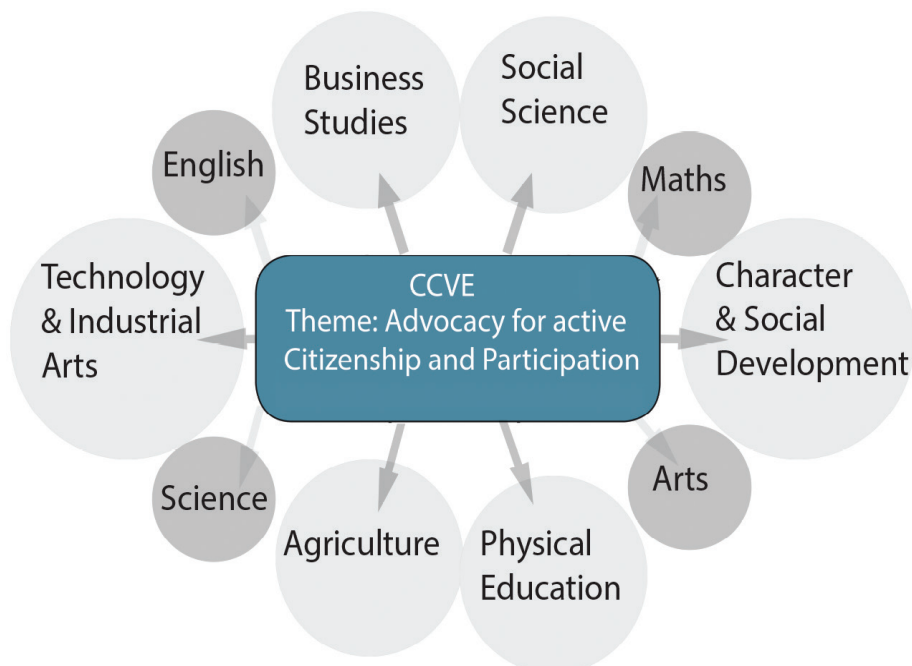 Business
Studies
Social
Science
English
Maths
Technology
& Industrial
Arts
CCVE
Theme: Advocacy for active
Citizenship and Participation
Character
& Social
Development
Science
Arts
Agriculture
Physical
Education